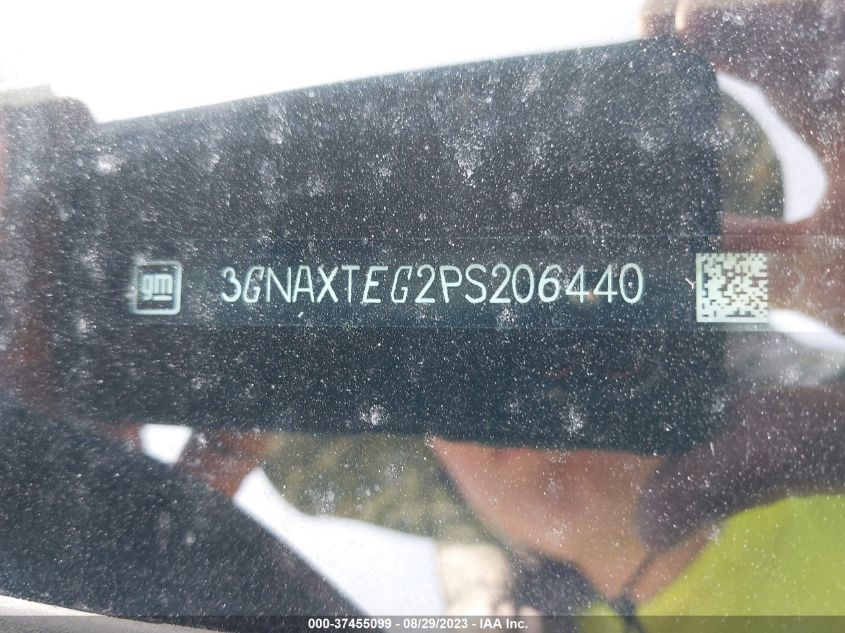 gm 3GNAXTEG2PS206440
000-37455099 / 08/29/2023 - IAA Inc.